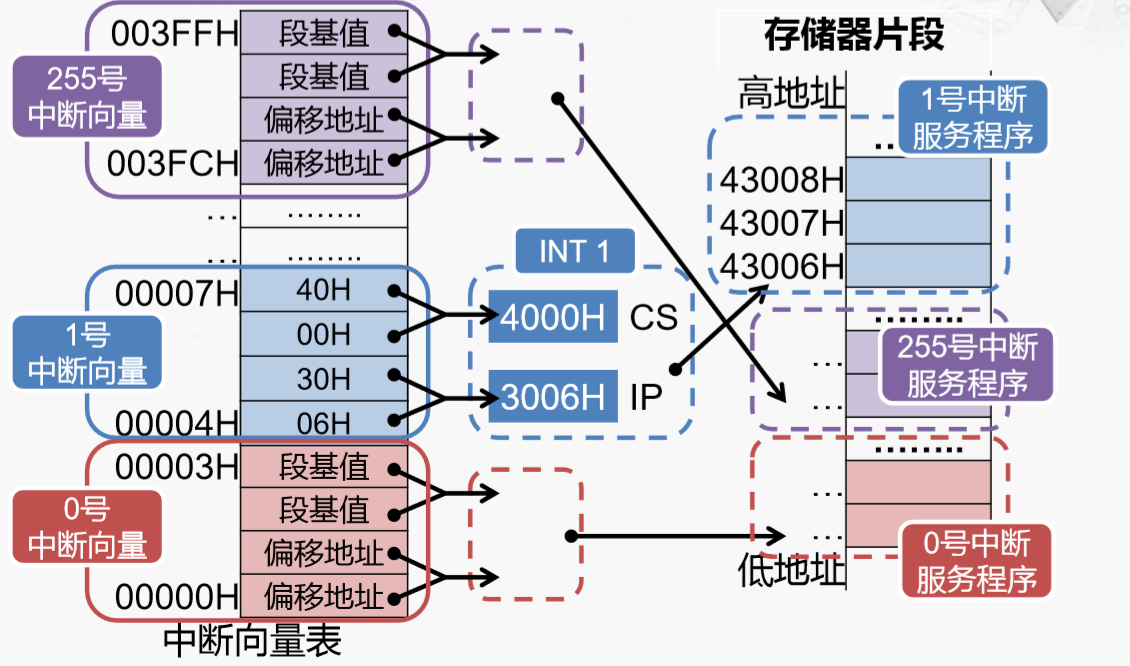 003FFH
段基值
段基值
偏移地址
003FCH
偏移地址
255号
中断向量
...
........
...
........
00007H
40H
00H
30H
00004H
06H
1号
中断向量
00003H
段基值
段基值
偏移地址
00000H
偏移地址
0号
中断向量
中断向量表
INT 1
4000H CS
3006H IP
存储器片段
高地址
1号中断
服务程序
..
43008H
43007H
43006H
........
255号中断
服务程序
...
...
........
...
...
0号中断
服务程序
低地址